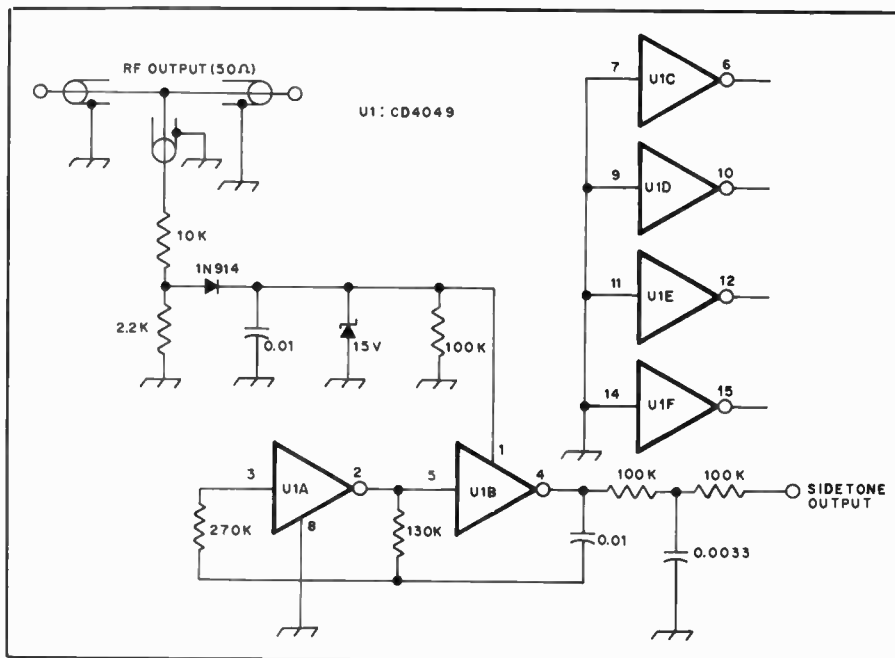 RF OUTPUT (50Ω)
U1: CD4049
7 U1C 6
9 U1D 10
11 U1E 12
14 U1F 15
10K
1N914
2.2K
0.01
15V
100K
1
3 U1A 2
8
5 U1B 4
270K
130K
0.01
100K
100K
SIDETONE
OUTPUT
0.0033